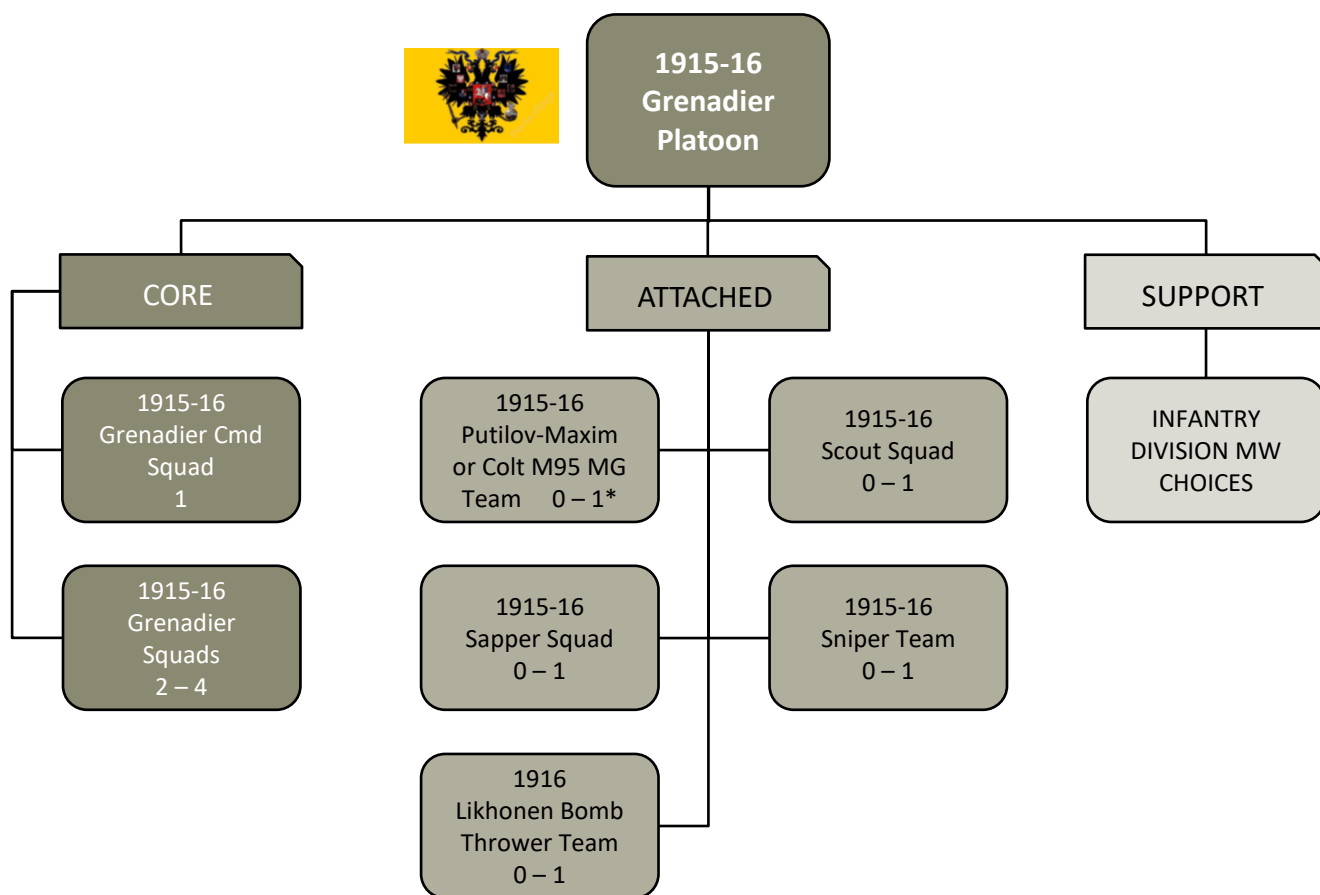 1915-16
Grenadier
Platoon
CORE
ATTACHED
SUPPORT
1915-16
Grenadier Cmd
Squad
1
1915-16
Putilov-Maxim
or Colt M95 MG
Team 0 – 1*
1915-16
Scout Squad
0 – 1
INFANTRY
DIVISION MW
CHOICES
1915-16
Grenadier
Squads
2 – 4
1915-16
Sapper Squad
0 – 1
1915-16
Sniper Team
0 – 1
1916
Likhonen Bomb
Thrower Team
0 – 1